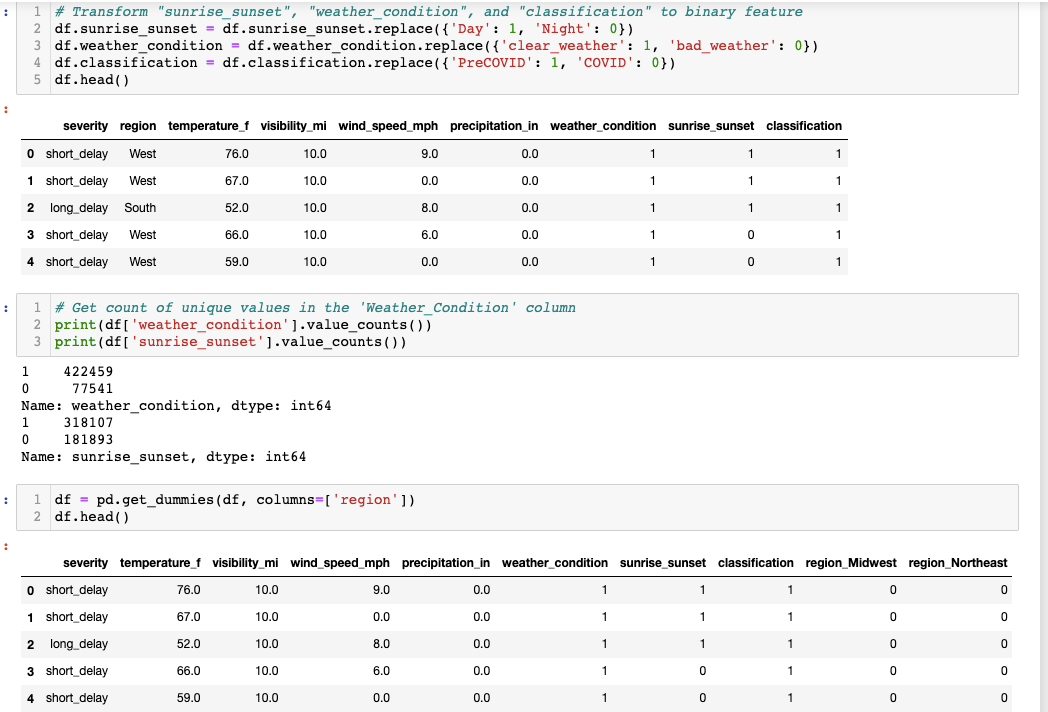 1 # Transform "sunrise_sunset", "weather_condition", and "classification" to binary feature
2 df.sunrise_sunset = df.sunrise_sunset.replace({'Day': 1, 'Night': 0})
3 df.weather_condition = df.weather_condition.replace({'clear_weather': 1, 'bad_weather': 0})
4 df.classification = df.classification.replace({'PreCOVID': 1, 'COVID': 0})
5 df.head()
severity region temperature_f visibility_mi wind_speed_mph precipitation_in weather_condition sunrise_sunset classification
0 short_delay West 76.0 10.0 9.0 0.0 1 1 1
1 short_delay West 67.0 10.0 0.0 0.0 1 1 1
2 long_delay South 52.0 10.0 8.0 0.0 1 1 1
3 short_delay West 66.0 10.0 6.0 0.0 1 0 1
4 short_delay West 59.0 10.0 0.0 0.0 1 0 1
1 # Get count of unique values in the 'Weather_Condition' column
2 print(df['weather_condition'].value_counts())
3 print(df['sunrise_sunset'].value_counts())
1 422459
0 77541
Name: weather_condition, dtype: int64
1 318107
0 181893
Name: sunrise_sunset, dtype: int64
1 df = pd.get_dummies(df, columns=['region'])
2 df.head()
severity temperature_f visibility_mi wind_speed_mph precipitation_in weather_condition sunrise_sunset classification region_Midwest region_Northeast
0 short_delay 76.0 10.0 9.0 0.0 1 1 1 0 0
1 short_delay 67.0 10.0 0.0 0.0 1 1 1 0 0
2 long_delay 52.0 10.0 8.0 0.0 1 1 1 0 0
3 short_delay 66.0 10.0 6.0 0.0 1 0 1 0 0
4 short_delay 59.0 10.0 0.0 0.0 1 0 1 0 0